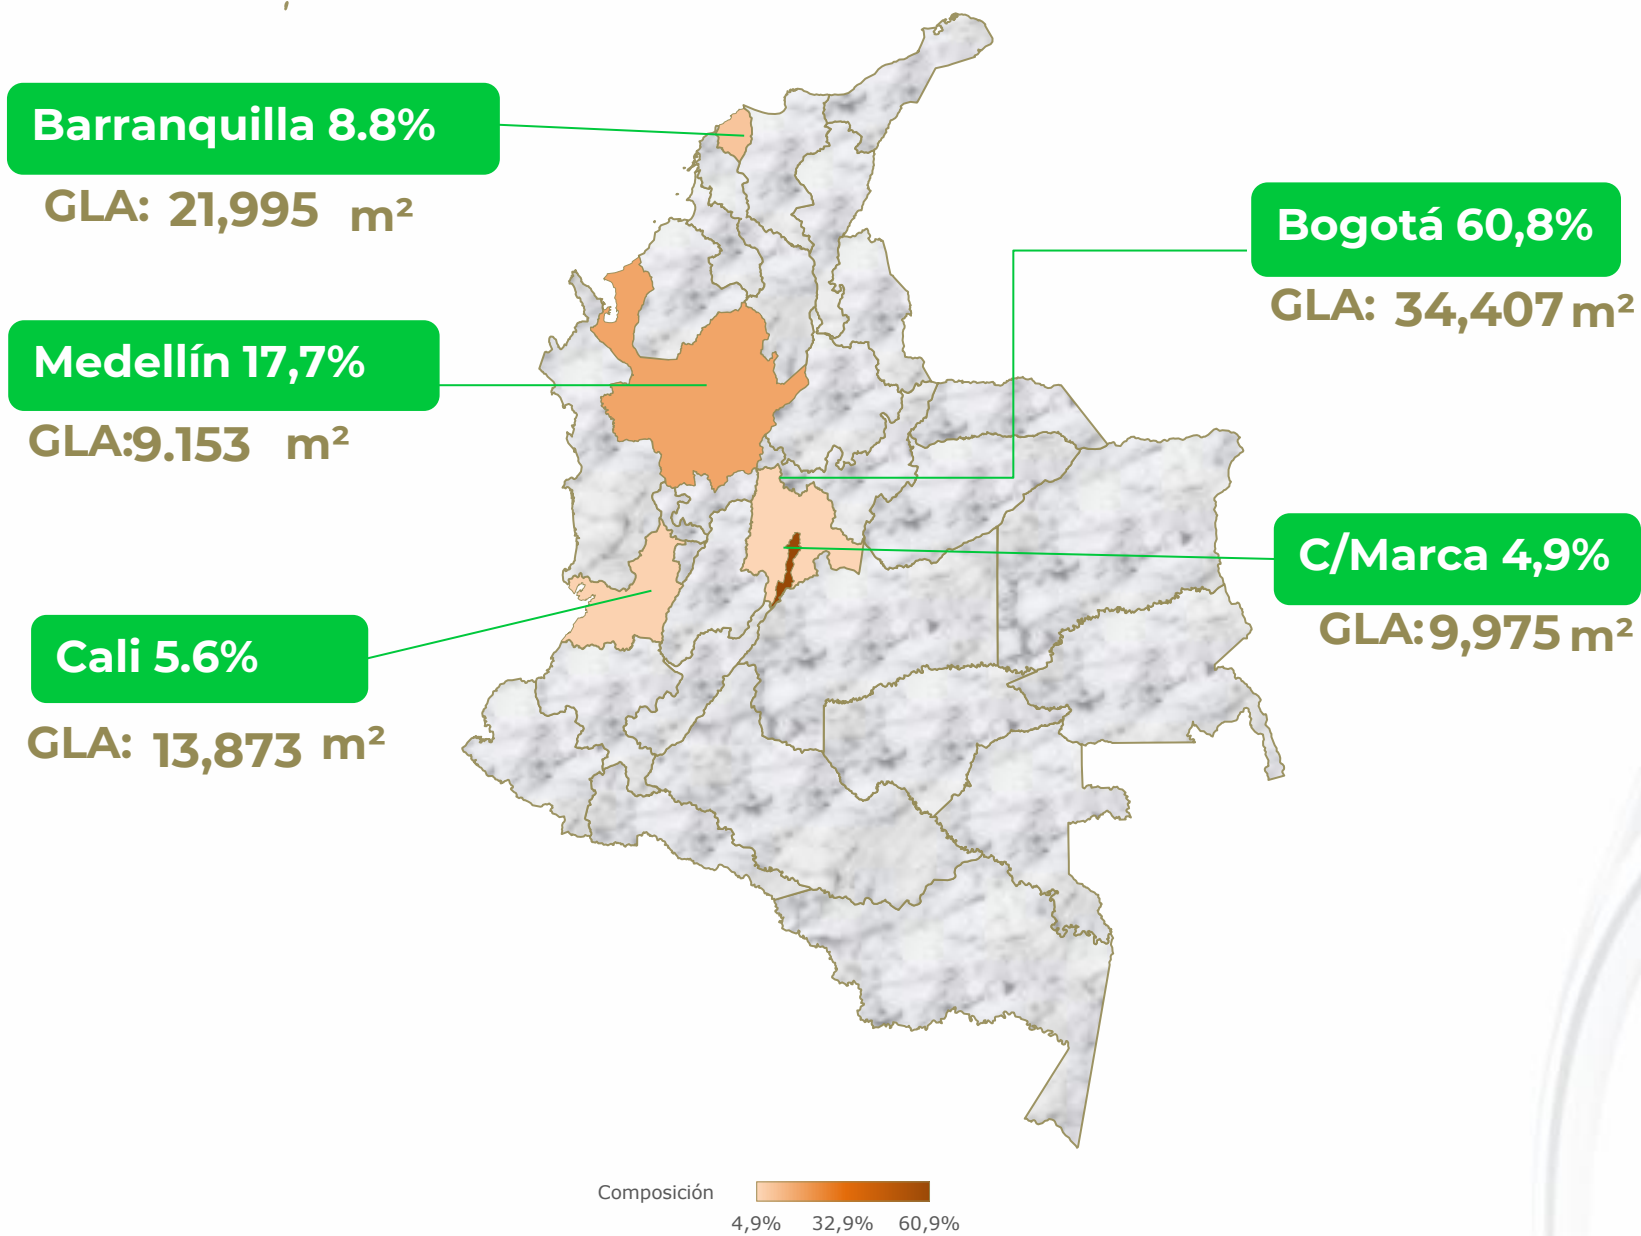 Barranquilla 8.8%
GLA: 21,995 m²
Medellín 17,7%
GLA:9.153 m²
Cali 5.6%
GLA: 13,873 m²
Bogotá 60,8%
GLA: 34,407 m²
C/Marca 4,9%
GLA:9,975 m²
Composición
4,9% 32,9% 60,9%